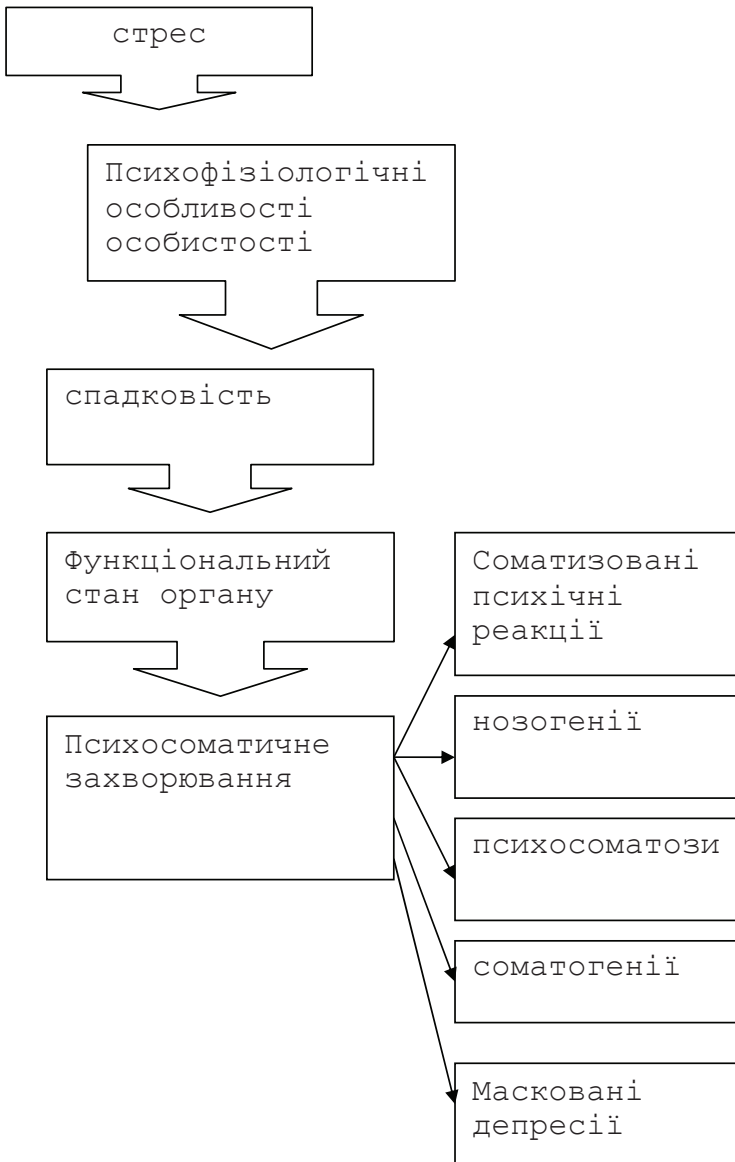 стрес
Психофізіологічні
особливості
особистості
спадковість
Функціональний
стан органу
Психосоматичне
захворювання
Соматизовані
психічні
реакції
нозогенії
психосоматози
соматогенії
Масковані
депресії